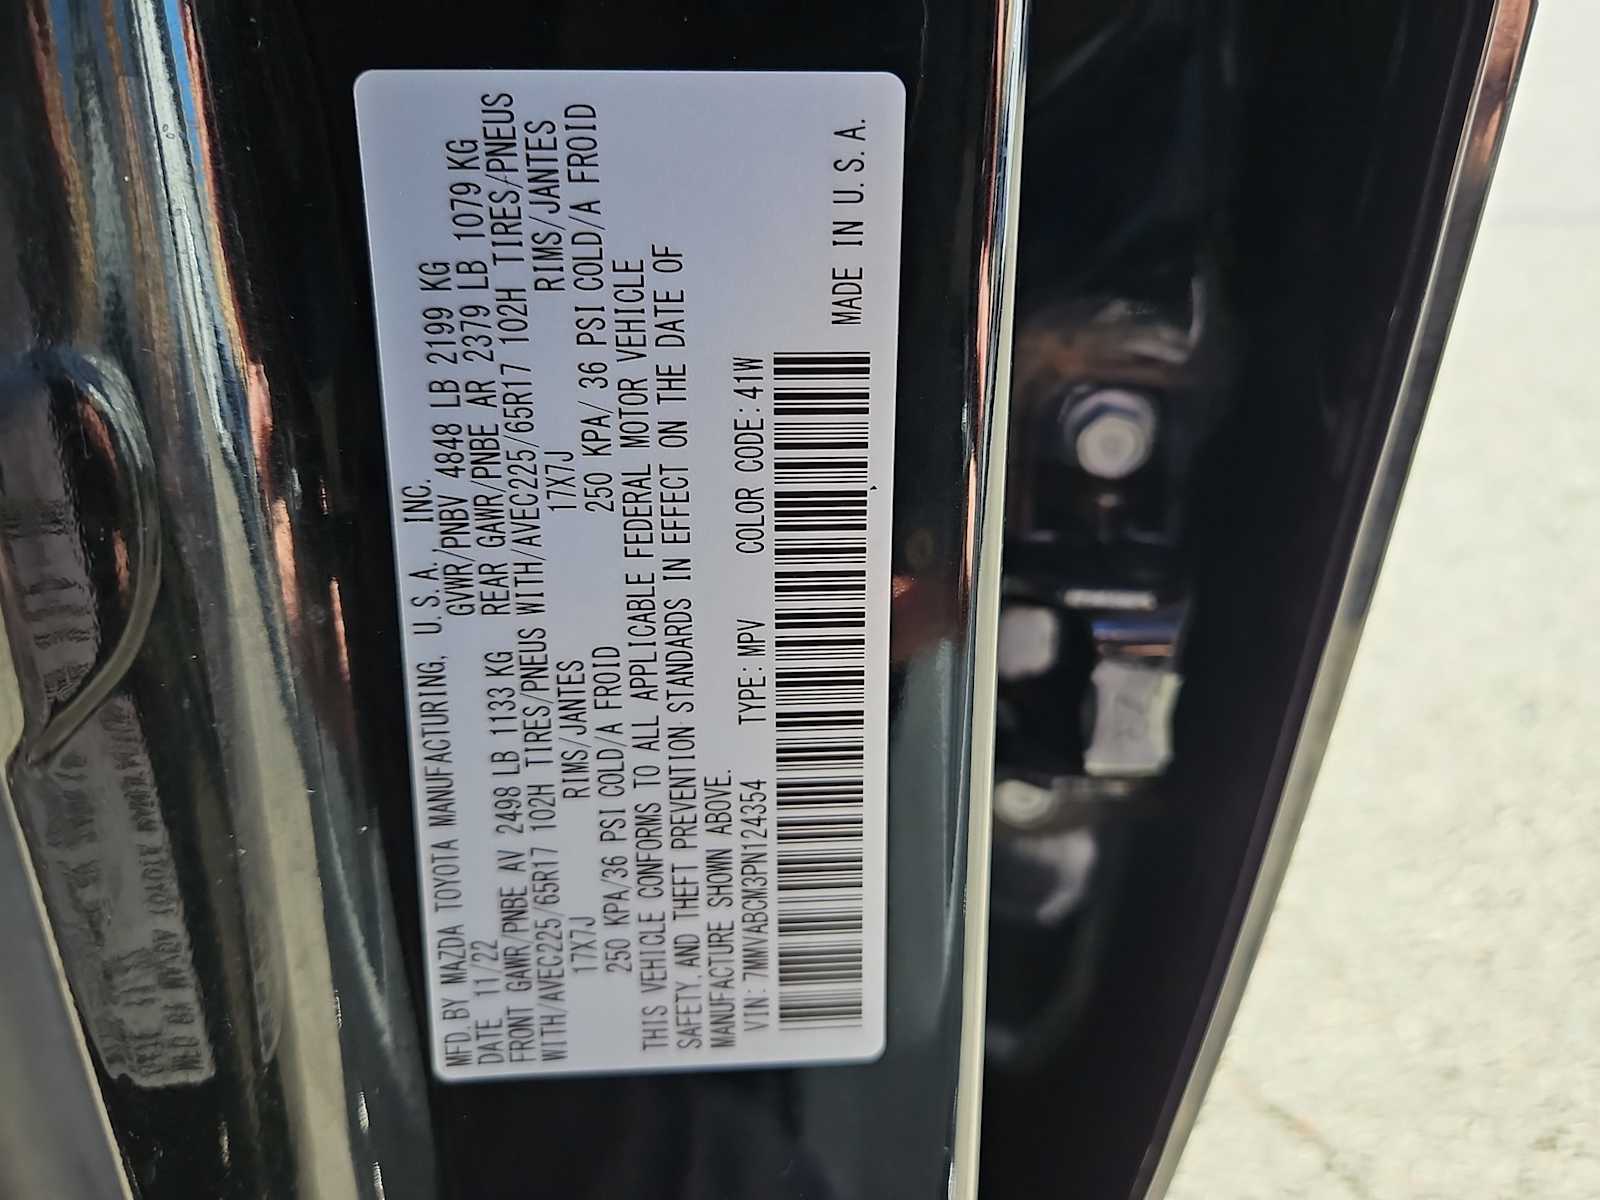 MFD. BY MAZDA TOYOTA MANUFACTURING, U.S.A., INC.
DATE 11/22 GVWR/PNBV 4848 LB 2199 KG
FRONT GAWR/PNBE AV 2498 LB 1133 KG REAR GAWR/PNBE AR 2379 LB 1079 KG
WITH/AVEC225/65R17 102H TIRES/PNEUS WITH/AVEC225/65R17 102H TIRES/PNEUS
17X7J RIMS/JANTES 17X7J RIMS/JANTES
250 KPA/36 PSI COLD/A FROID 250 KPA/ 36 PSI COLD/A FROID
THIS VEHICLE CONFORMS TO ALL APPLICABLE FEDERAL MOTOR VEHICLE
SAFETY, AND THEFT PREVENTION STANDARDS IN EFFECT ON THE DATE OF
MANUFACTURE SHOWN ABOVE.
VIN: 7MMVABCM3PN124354 TYPE: MPV COLOR CODE: 41W
MADE IN U.S.A.